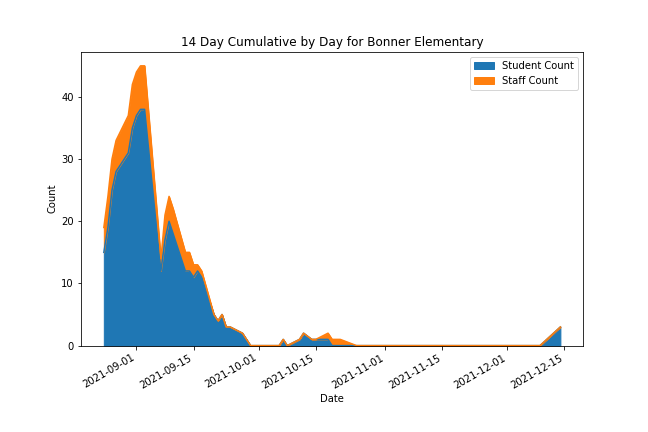 14 Day Cumulative by Day for Bonner Elementary
Student Count
Staff Count
Count
40
30
20
10
0
2021-09-01
2021-09-15
2021-10-01
2021-10-15
2021-11-01
2021-11-15
2021-12-01
2021-12-15
Date